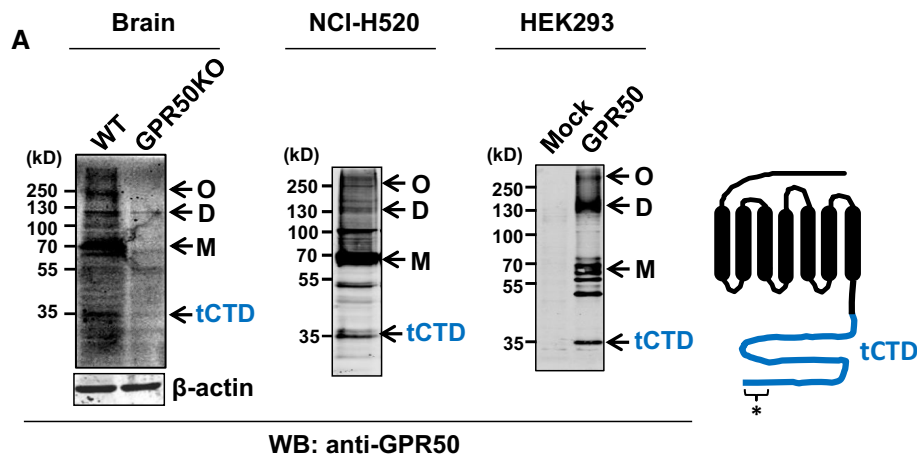 A
Brain
NCI-H520
HEK293
WT
GPR50KO
Mock
GPR50
(kD)
250
130
100
70
55
35
O
D
M
tCTD
β-actin
(kD)
250
130
100
70
55
35
O
D
M
tCTD
(kD)
250
130
100
70
55
35
O
D
M
tCTD
tCTD
*
WB: anti-GPR50